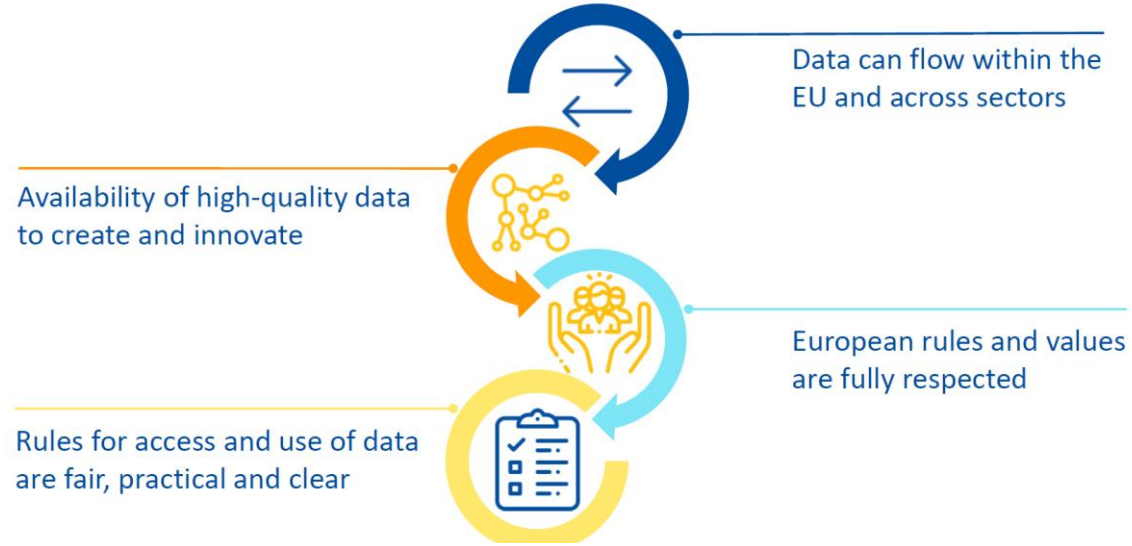 Data can flow within the
EU and across sectors
Availability of high-quality data
to create and innovate
European rules and values
are fully respected
Rules for access and use of data
are fair, practical and clear